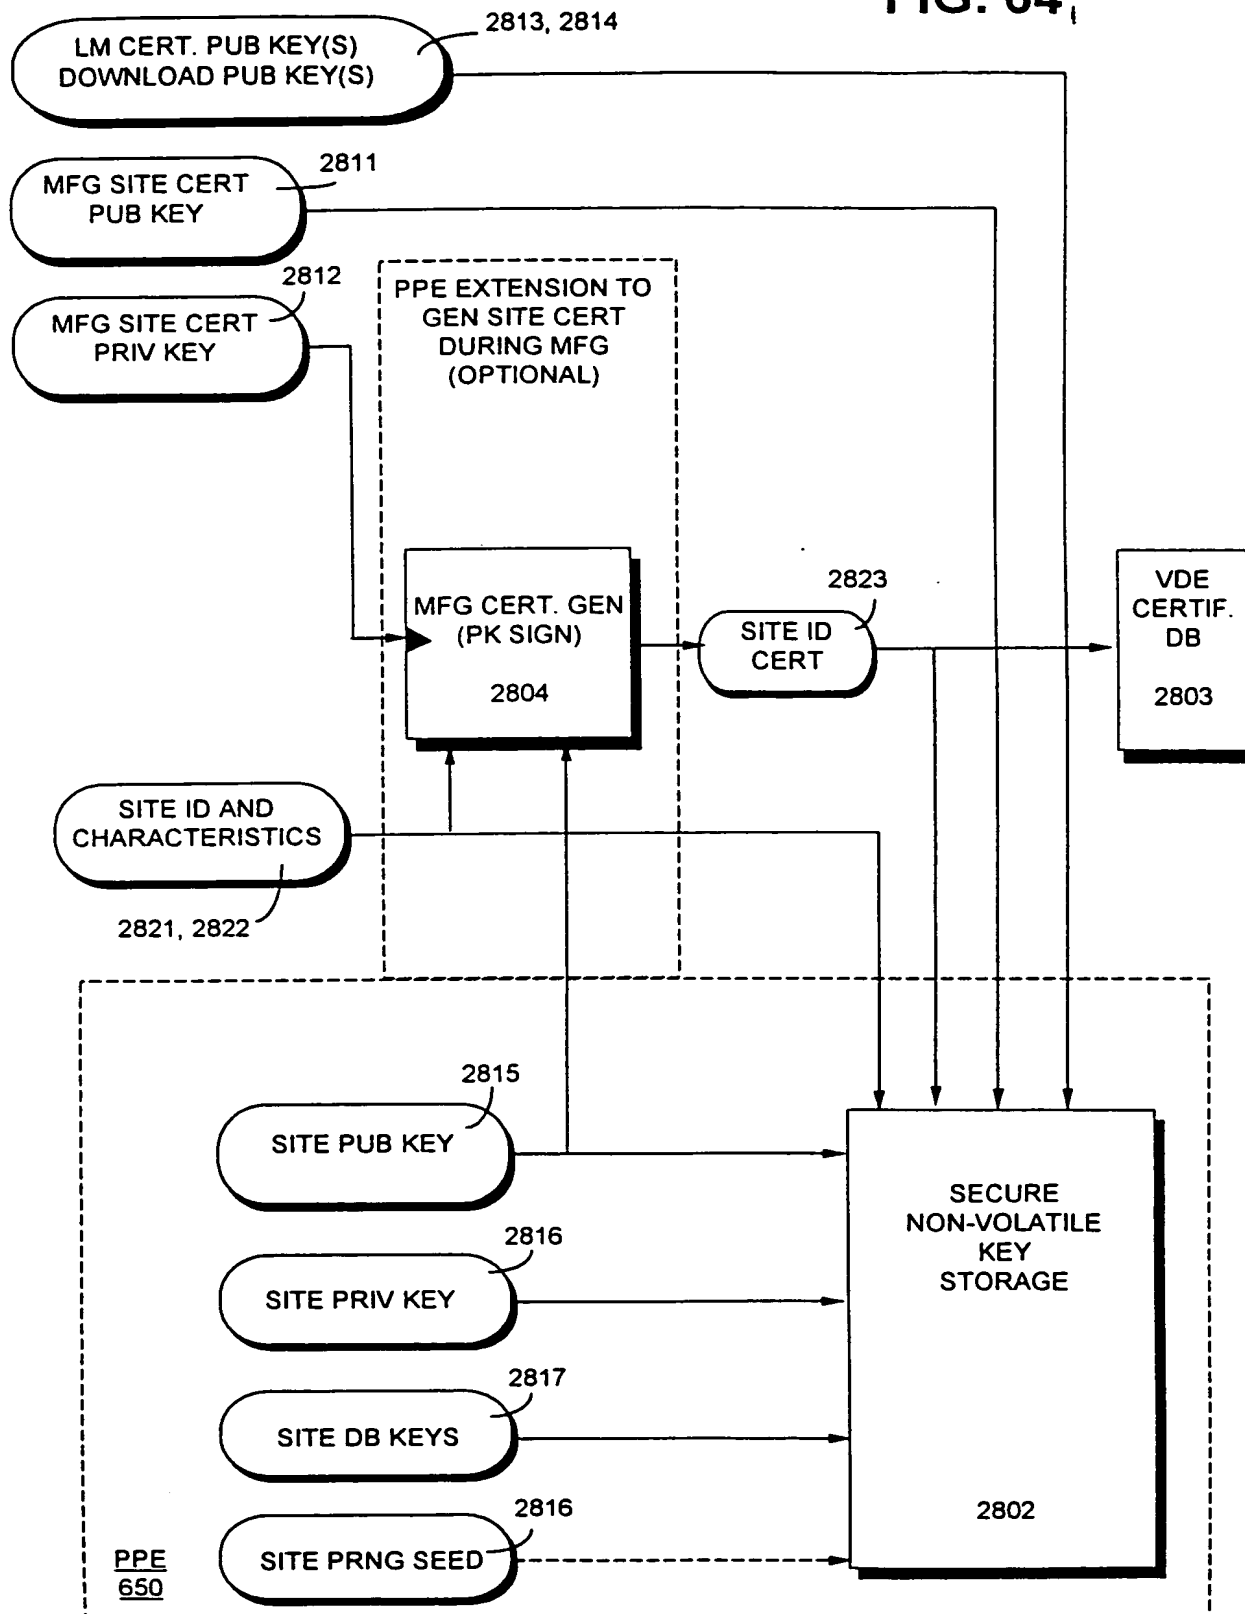 FIG. 64
2813, 2814
LM CERT. PUB KEY(S)
DOWNLOAD PUB KEY(S)
2811
MFG SITE CERT
PUB KEY
2812
MFG SITE CERT
PRIV KEY
PPE EXTENSION TO
GEN SITE CERT
DURING MFG
(OPTIONAL)
MFG CERT. GEN
(PK SIGN)
2804
2823
SITE ID
CERT
VDE
CERTIF.
DB
2803
SITE ID AND
CHARACTERISTICS
2821, 2822
2815
SITE PUB KEY
2816
SITE PRIV KEY
2817
SITE DB KEYS
2816
SITE PRNG SEED
SECURE
NON-VOLATILE
KEY
STORAGE
2802
PPE
650